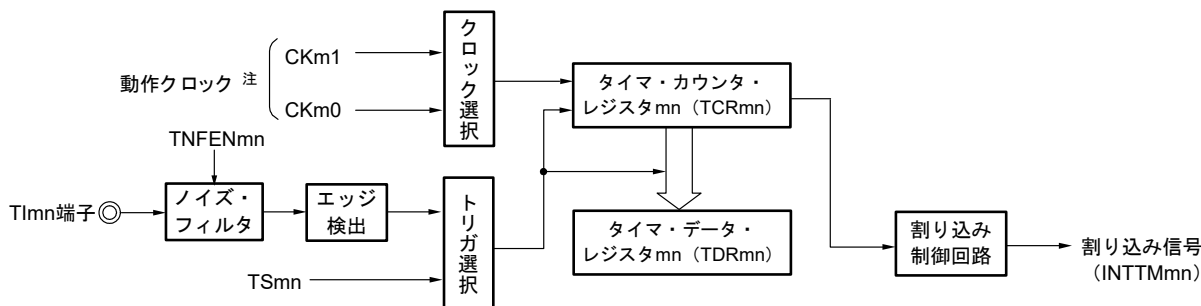 動作クロック 注
CKm1
CKm0
クロック選択
タイマ・カウンタ・
レジスタmn（TCRmn）
TNFENmn
TImn端子
ノイズ・
フィルタ
エッジ
検出
トリガ選択
TSmn
タイマ・データ・
レジスタmn（TDRmn）
割り込み
制御回路
割り込み信号
（INTTMmn）